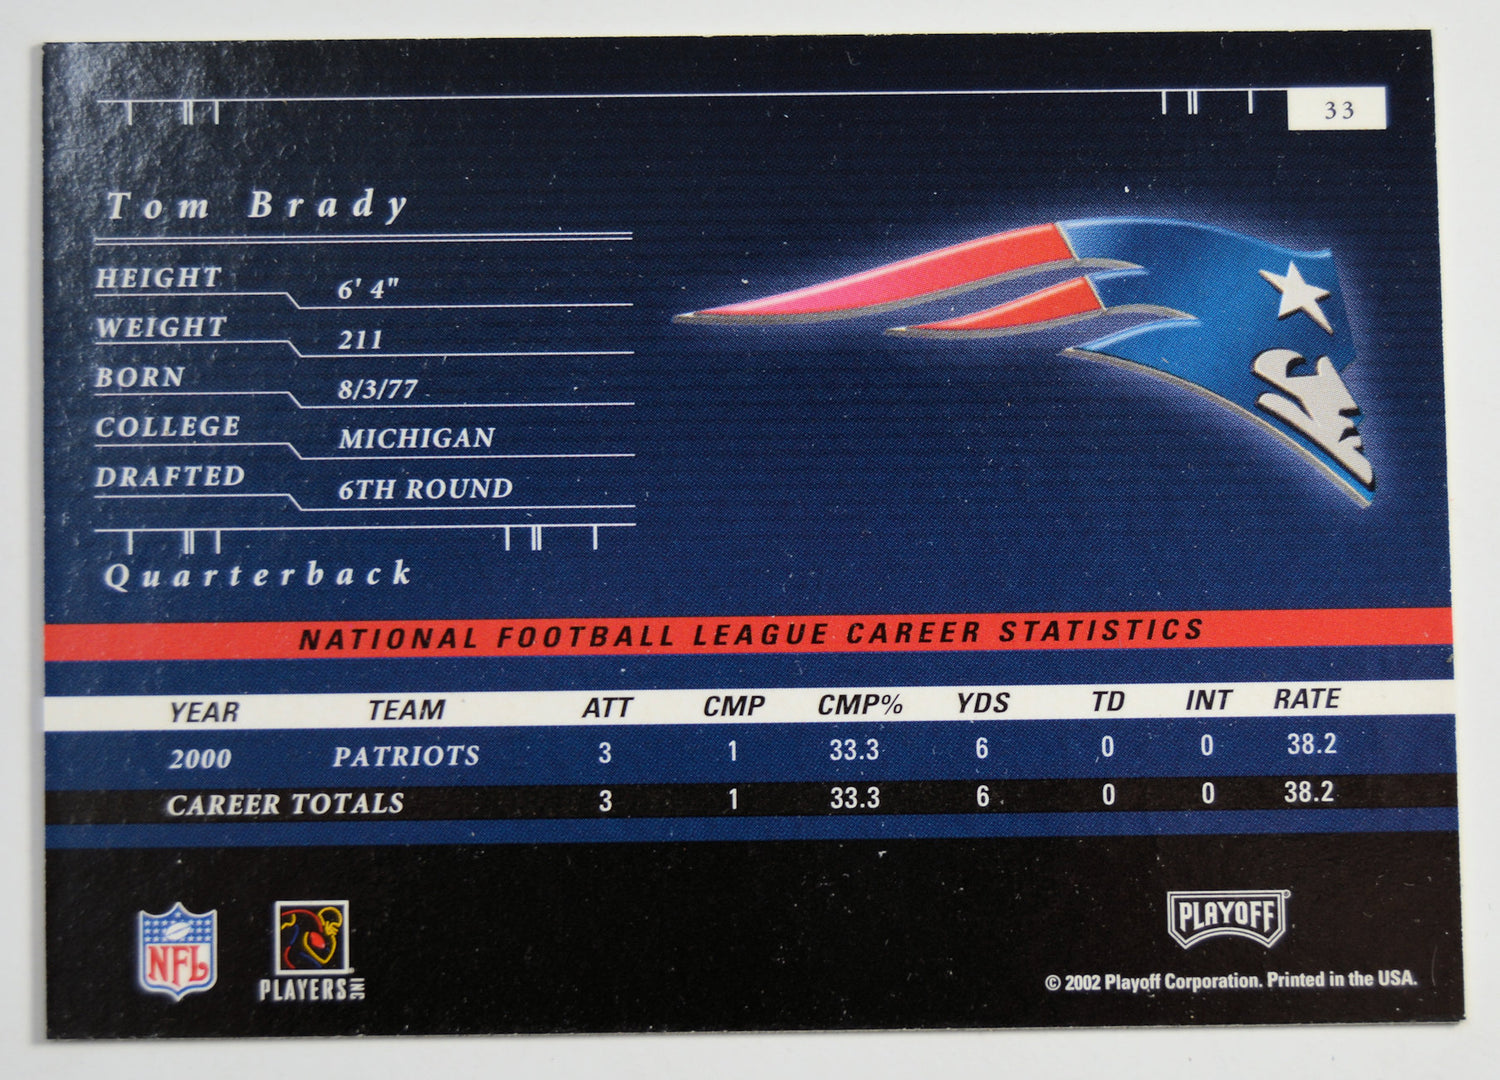 33
Tom Brady
HEIGHT 6' 4"
WEIGHT 211
BORN 8/3/77
COLLEGE MICHIGAN
DRAFTED 6TH ROUND
Quarterback
NATIONAL FOOTBALL LEAGUE CAREER STATISTICS
YEAR TEAM ATT CMP CMP% YDS TD INT RATE
2000 PATRIOTS 3 1 33.3 6 0 0 38.2
CAREER TOTALS 3 1 33.3 6 0 0 38.2
NFL
PLAYERS INC
PLAYOFF®
© 2002 Playoff Corporation. Printed in the USA.